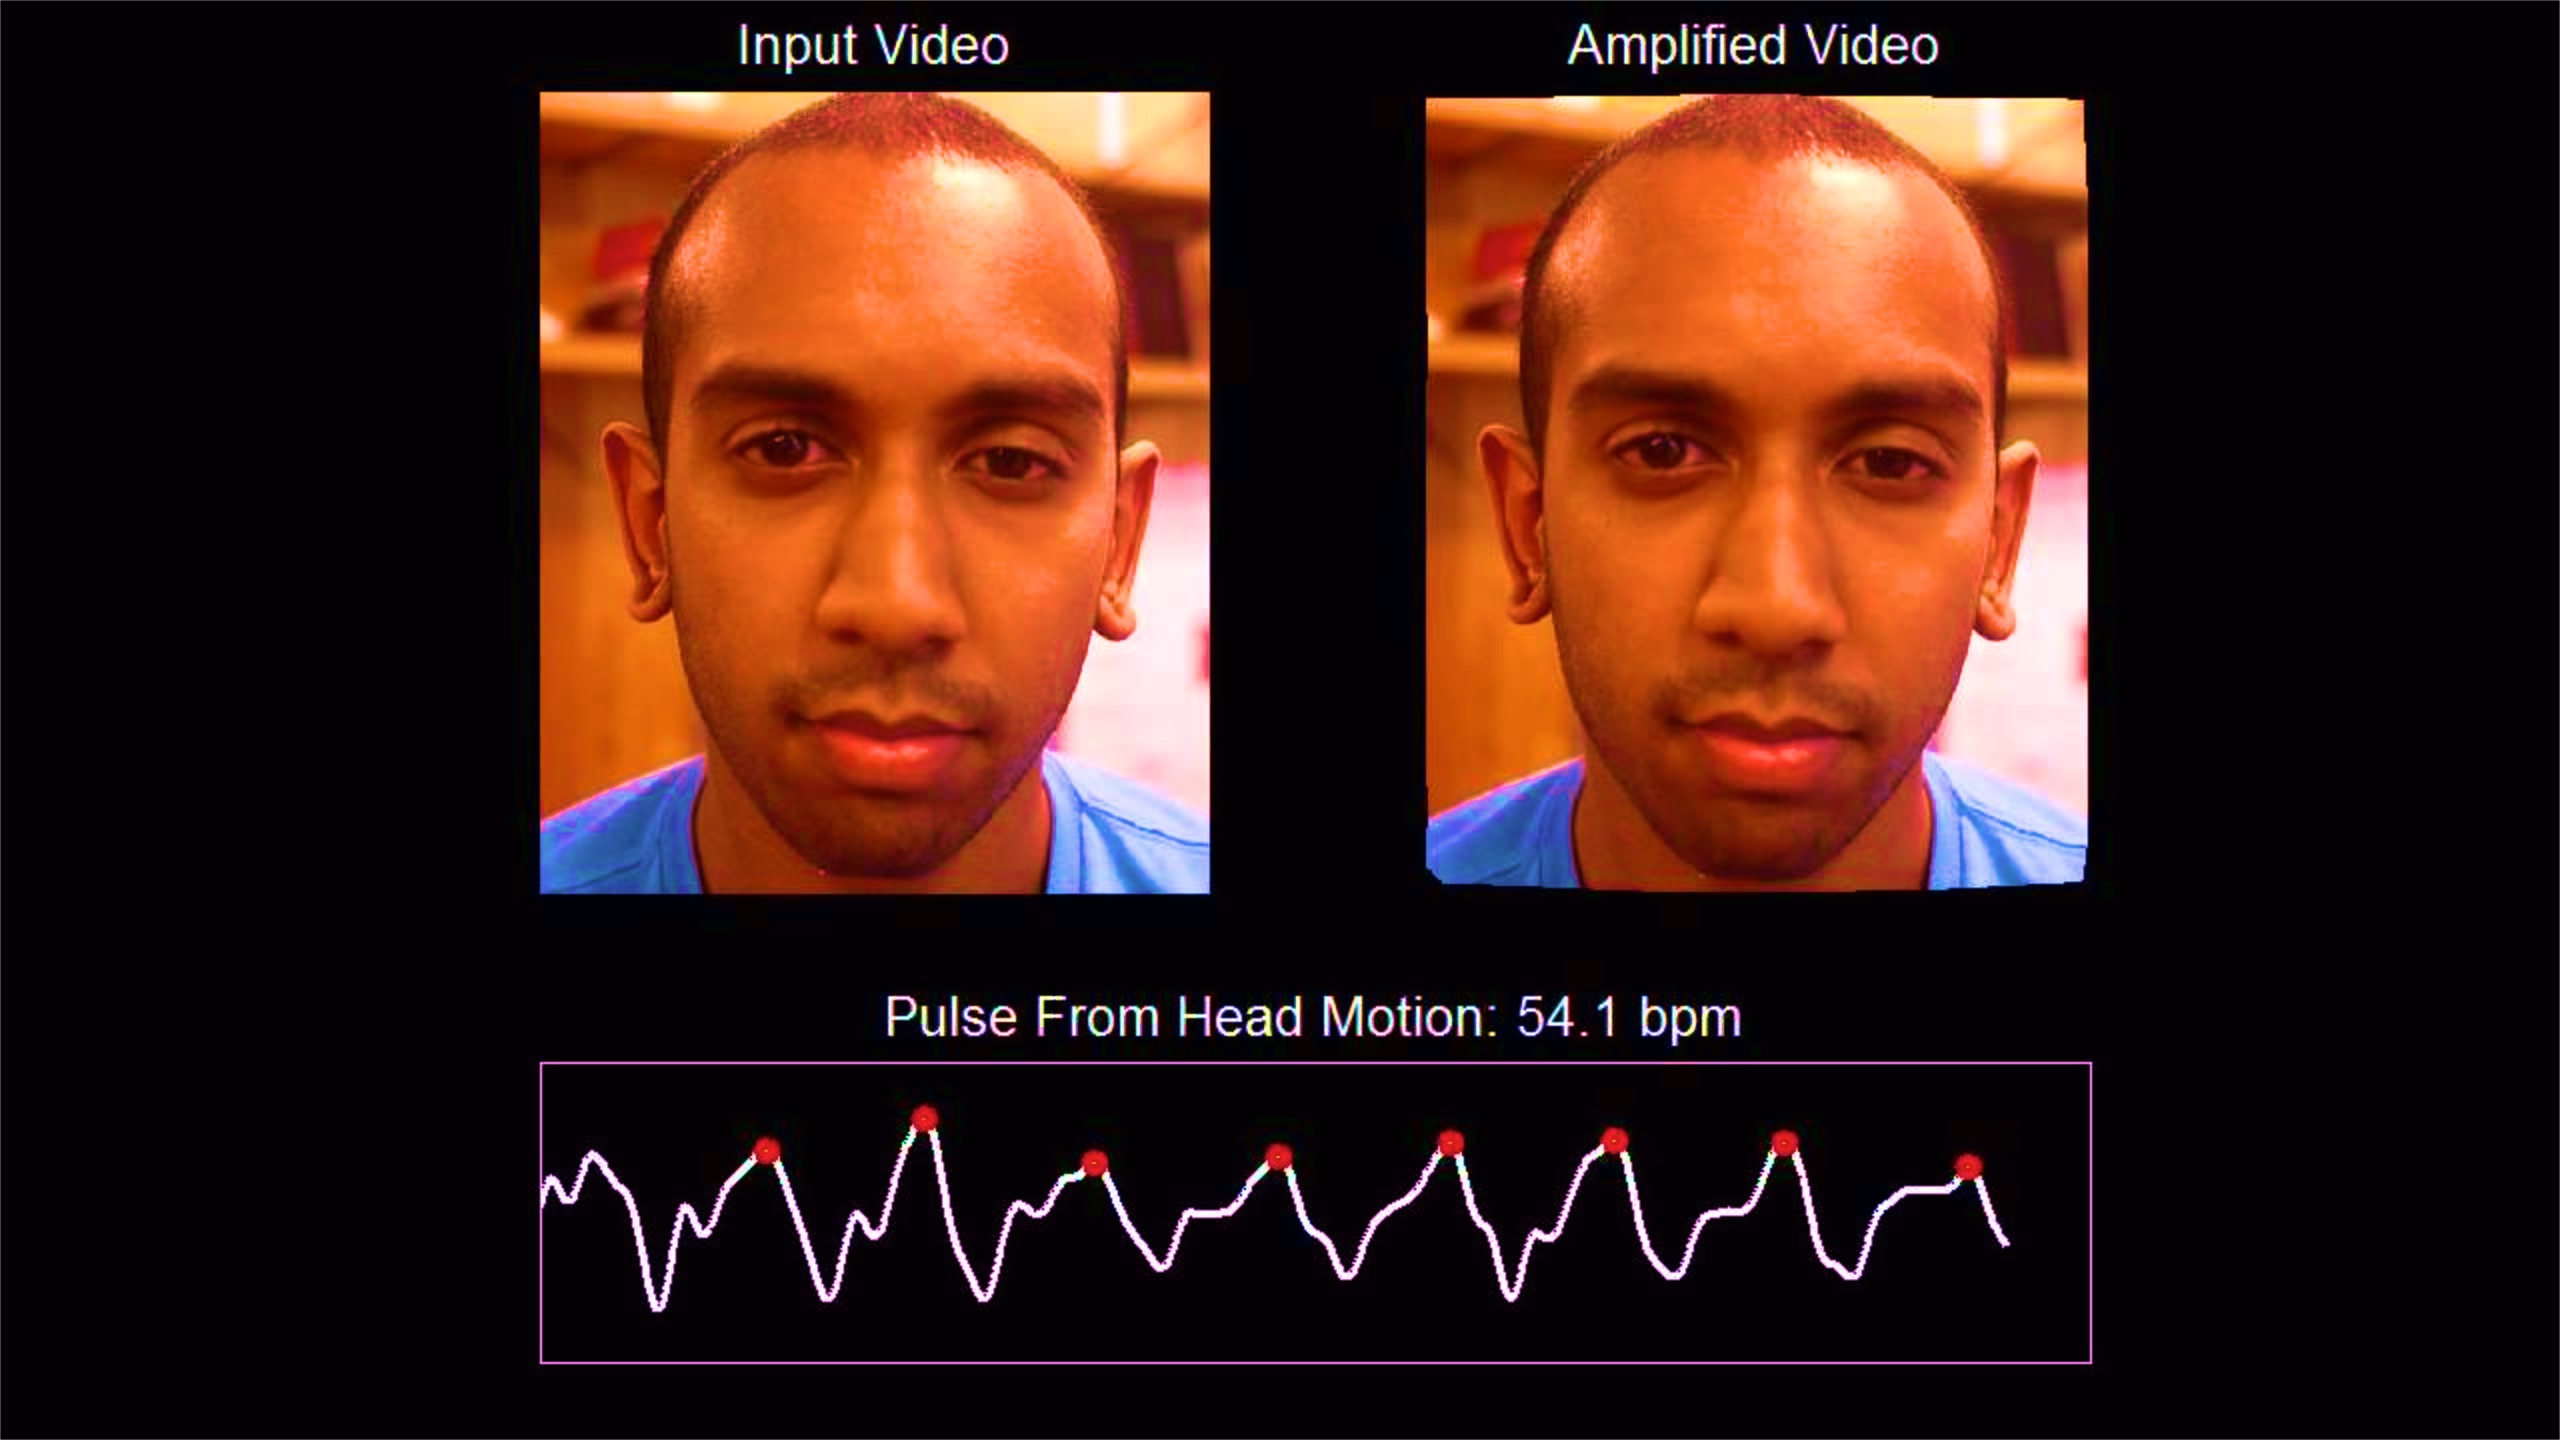 Input Video
Amplified Video
Pulse From Head Motion: 54.1 bpm